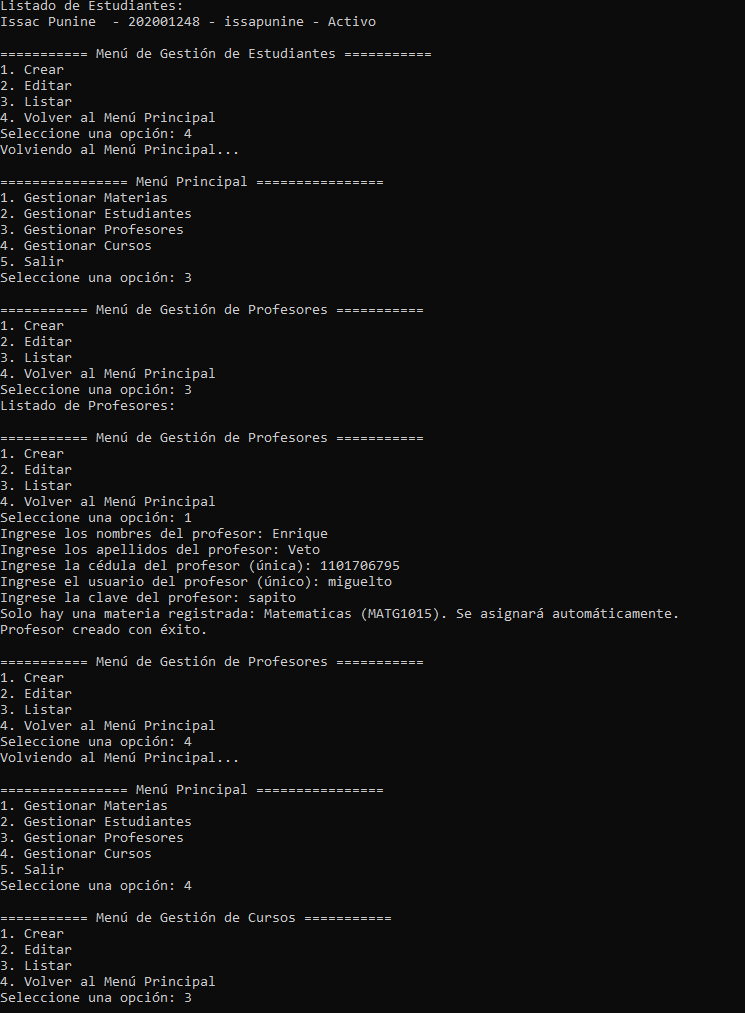 Listado de Estudiantes:
Issac Punine  - 202001248 - issapunine - Activo
=========== Menú de Gestión de Estudiantes ===========
1. Crear
2. Editar
3. Listar
4. Volver al Menú Principal
Seleccione una opción: 4
Volviendo al Menú Principal...
================ Menú Principal ================
1. Gestionar Materias
2. Gestionar Estudiantes
3. Gestionar Profesores
4. Gestionar Cursos
5. Salir
Seleccione una opción: 3
=========== Menú de Gestión de Profesores ===========
1. Crear
2. Editar
3. Listar
4. Volver al Menú Principal
Seleccione una opción: 3
Listado de Profesores:
=========== Menú de Gestión de Profesores ===========
1. Crear
2. Editar
3. Listar
4. Volver al Menú Principal
Seleccione una opción: 1
Ingrese los nombres del profesor: Enrique
Ingrese los apellidos del profesor: Veto
Ingrese la cédula del profesor (única): 1101706795
Ingrese el usuario del profesor (único): miguelto
Ingrese la clave del profesor: sapito
Solo hay una materia registrada: Matematicas (MATG1015). Se asignará automáticamente.
Profesor creado con éxito.
=========== Menú de Gestión de Profesores ===========
1. Crear
2. Editar
3. Listar
4. Volver al Menú Principal
Seleccione una opción: 4
Volviendo al Menú Principal...
================ Menú Principal ================
1. Gestionar Materias
2. Gestionar Estudiantes
3. Gestionar Profesores
4. Gestionar Cursos
5. Salir
Seleccione una opción: 4
=========== Menú de Gestión de Cursos ===========
1. Crear
2. Editar
3. Listar
4. Volver al Menú Principal
Seleccione una opción: 3